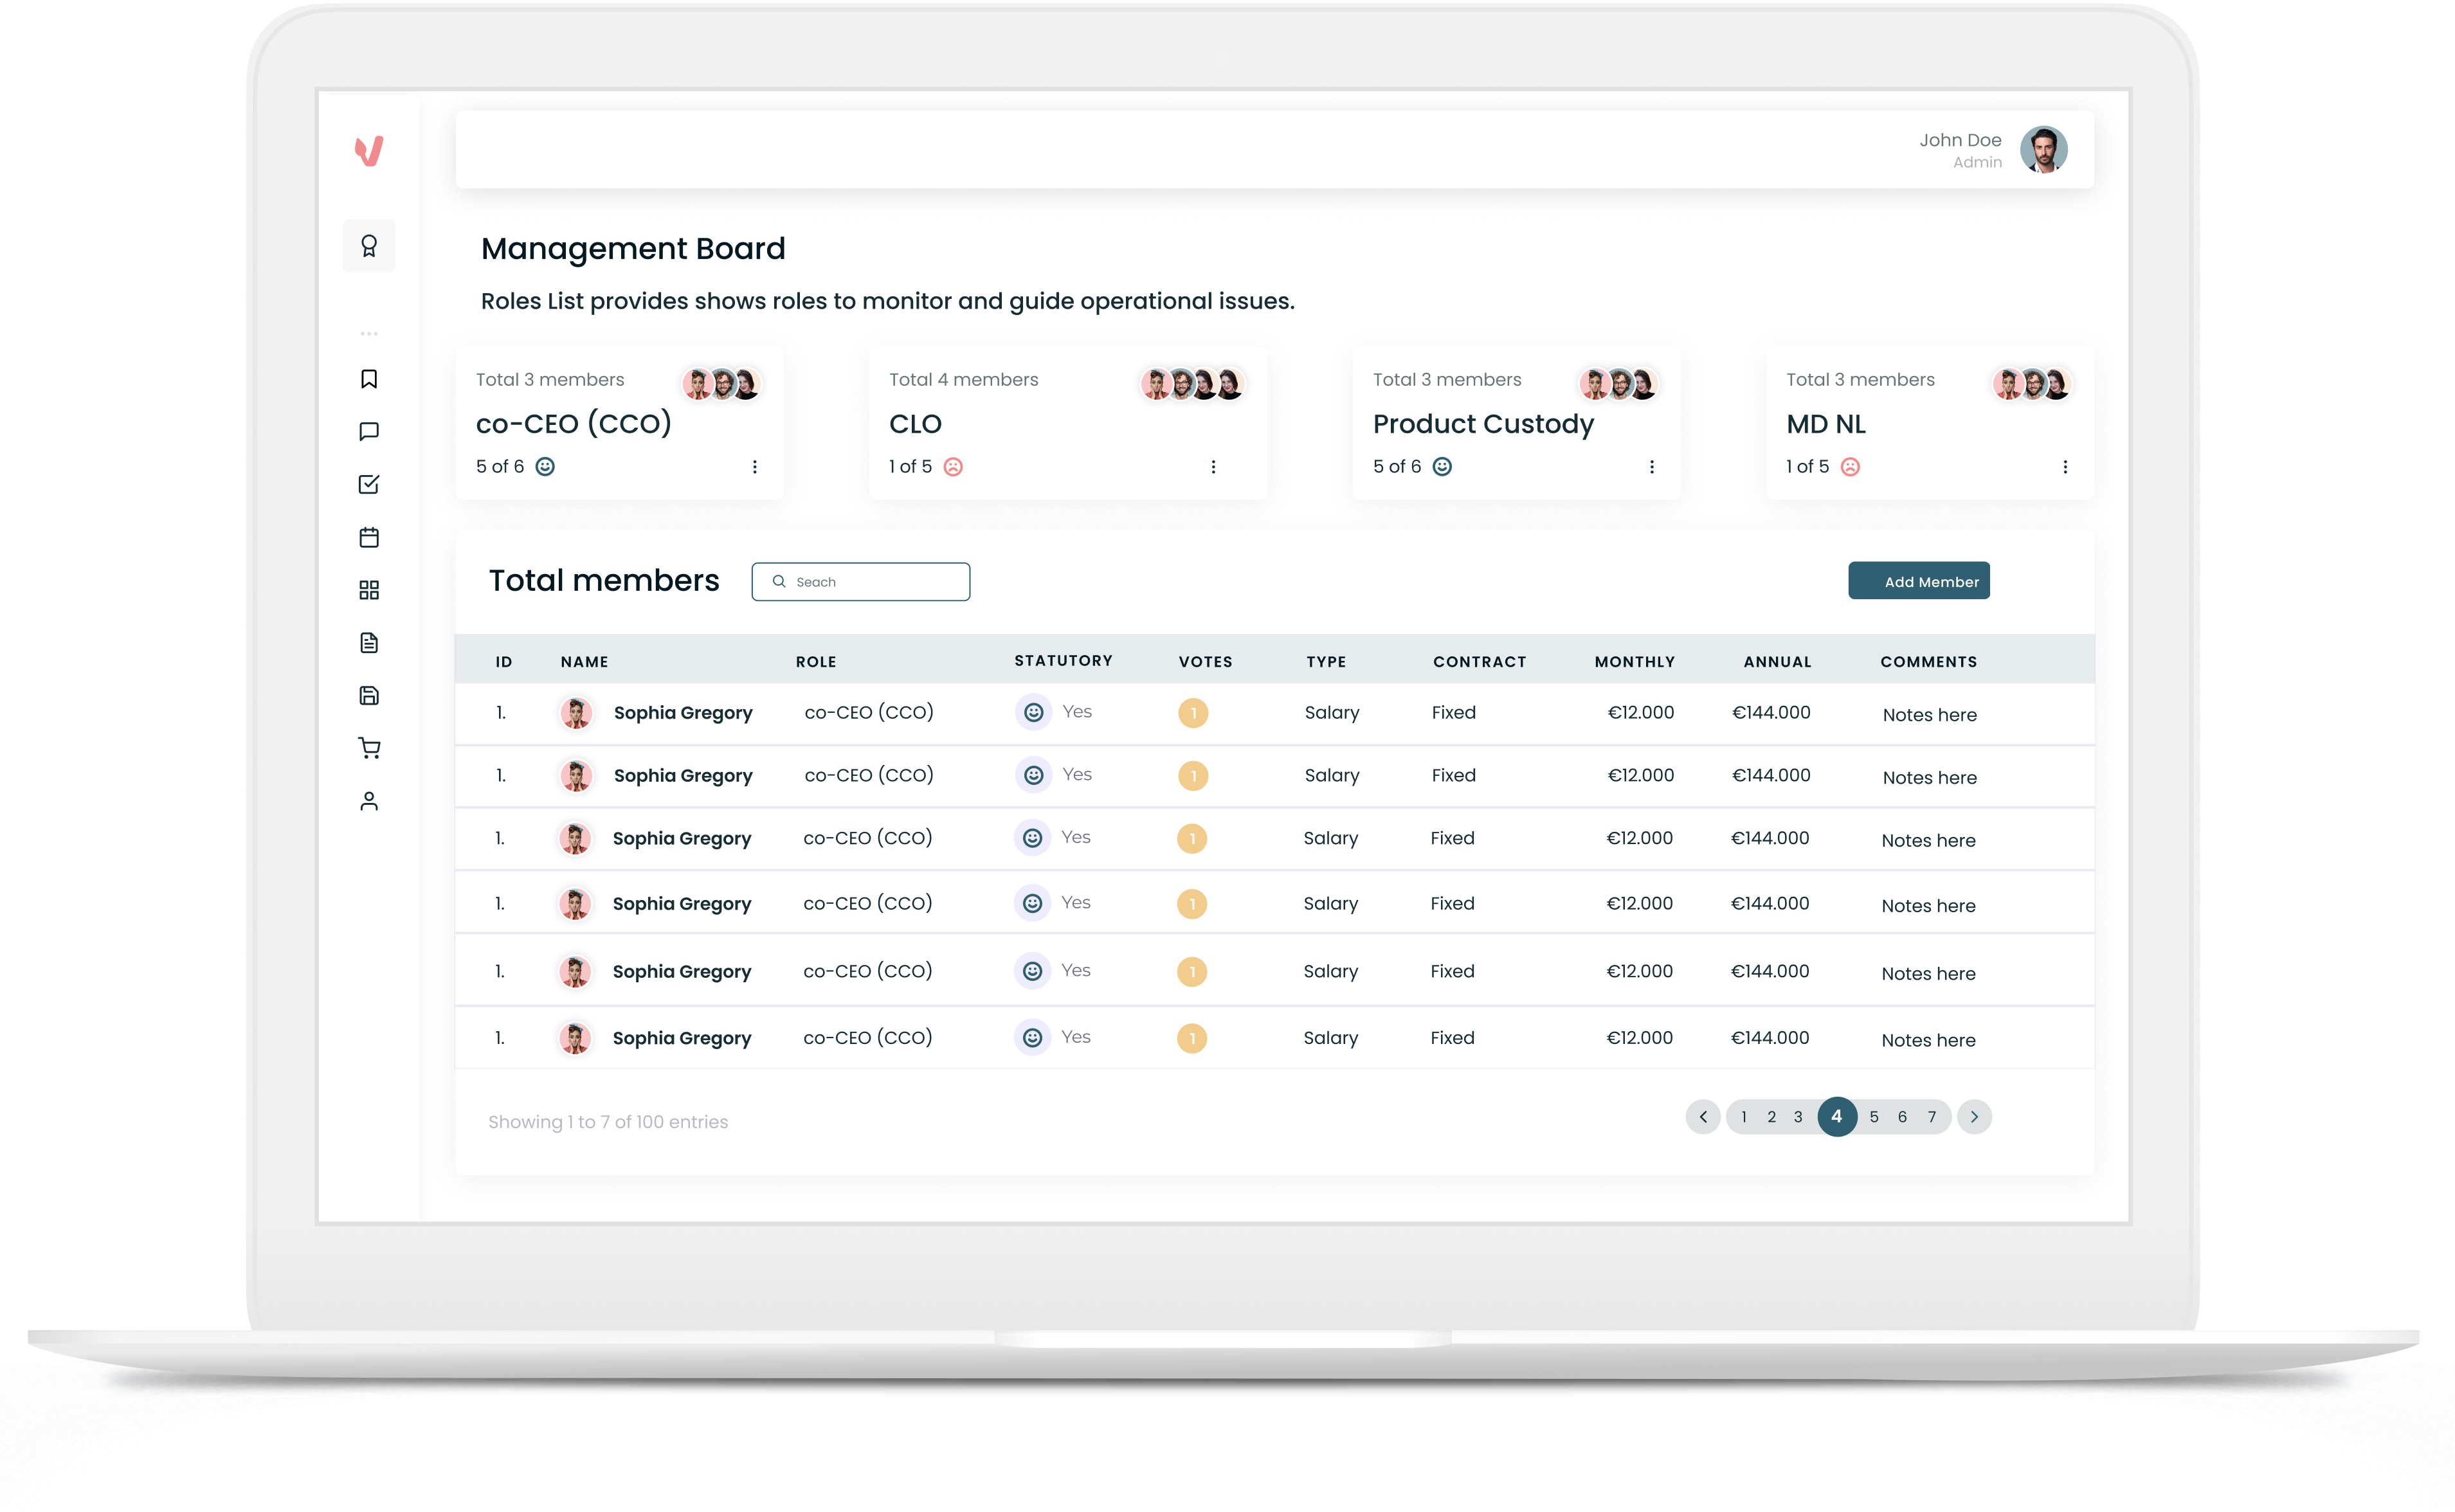 John Doe
Admin
Management Board
Roles List provides shows roles to monitor and guide operational issues.
Total 3 members
co-CEO (CCO)
5 of 6
Total 4 members
CLO
1 of 5
Total 3 members
Product Custody
5 of 6
Total 3 members
MD NL
1 of 5
Total members Seach Add Member
ID NAME ROLE STATUTORY VOTES TYPE CONTRACT MONTHLY ANNUAL COMMENTS
1. Sophia Gregory co-CEO (CCO) Yes 1 Salary Fixed €12.000 €144.000 Notes here
1. Sophia Gregory co-CEO (CCO) Yes 1 Salary Fixed €12.000 €144.000 Notes here
1. Sophia Gregory co-CEO (CCO) Yes 1 Salary Fixed €12.000 €144.000 Notes here
1. Sophia Gregory co-CEO (CCO) Yes 1 Salary Fixed €12.000 €144.000 Notes here
1. Sophia Gregory co-CEO (CCO) Yes 1 Salary Fixed €12.000 €144.000 Notes here
1. Sophia Gregory co-CEO (CCO) Yes 1 Salary Fixed €12.000 €144.000 Notes here
Showing 1 to 7 of 100 entries 1 2 3 4 5 6 7